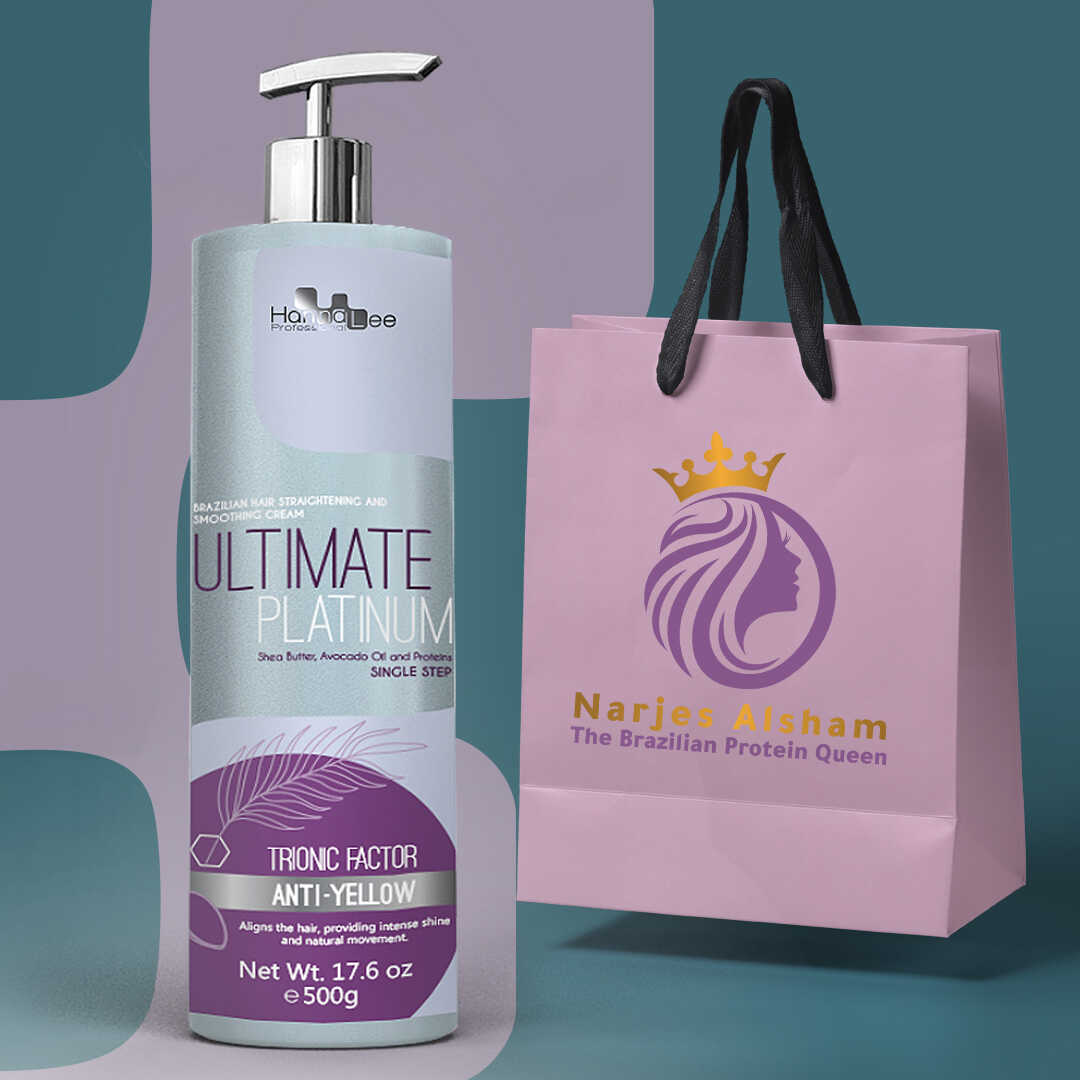 Hanna Lee
Professional
BRAZILIAN HAIR STRAIGHTENING AND
SMOOTHING CREAM
ULTIMATE
PLATINUM
Shea Butter, Avocado Oil and Proteins
SINGLE STEP
TRIONIC FACTOR
ANTI-YELLOW
Aligns the hair, providing intense shine
and natural movement.
Net Wt. 17.6 oz
℮500g
Narjes Alsham
The Brazilian Protein Queen